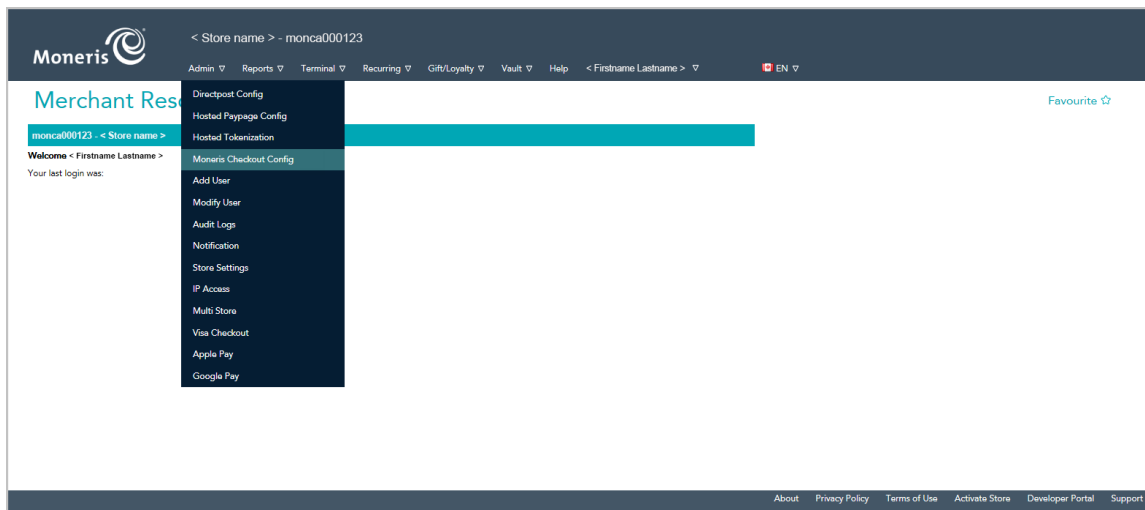 Moneris
< Store name > - monca000123
Admin ▽ Reports ▽ Terminal ▽ Recurring ▽ Gift/Loyalty ▽ Vault ▽ Help < Firstname Lastname > ▽ EN ▽
Merchant Reso
Favourite ☆
monca000123 - < Store name >
Welcome < Firstname Lastname >
Your last login was:
Directpost Config
Hosted Paypage Config
Hosted Tokenization
Moneris Checkout Config
Add User
Modify User
Audit Logs
Notification
Store Settings
IP Access
Multi Store
Visa Checkout
Apple Pay
Google Pay
About Privacy Policy Terms of Use Activate Store Developer Portal Support